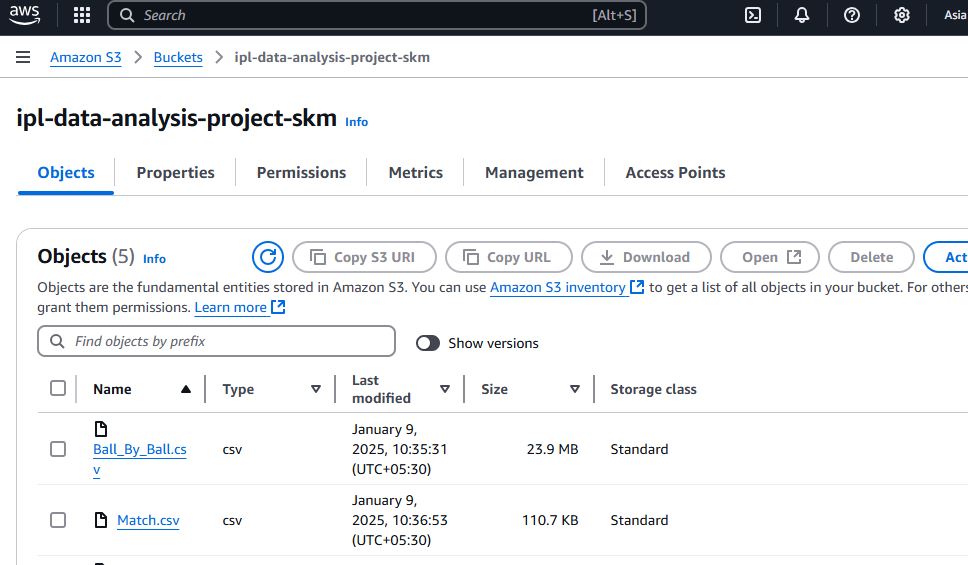 aws Search [Alt+S] Asia
Amazon S3 Buckets ipl-data-analysis-project-skm
ipl-data-analysis-project-skm Info
Objects Properties Permissions Metrics Management Access Points
Objects (5) Info Copy S3 URI Copy URL Download Open Delete Act
Objects are the fundamental entities stored in Amazon S3. You can use Amazon S3 inventory to get a list of all objects in your bucket. For others
grant them permissions. Learn more
Find objects by prefix Show versions
Name Type Last modified Size Storage class
Ball_By_Ball.cs
v
csv
January 9,
2025, 10:35:31
(UTC+05:30)
23.9 MB
Standard
Match.csv
csv
January 9,
2025, 10:36:53
(UTC+05:30)
110.7 KB
Standard